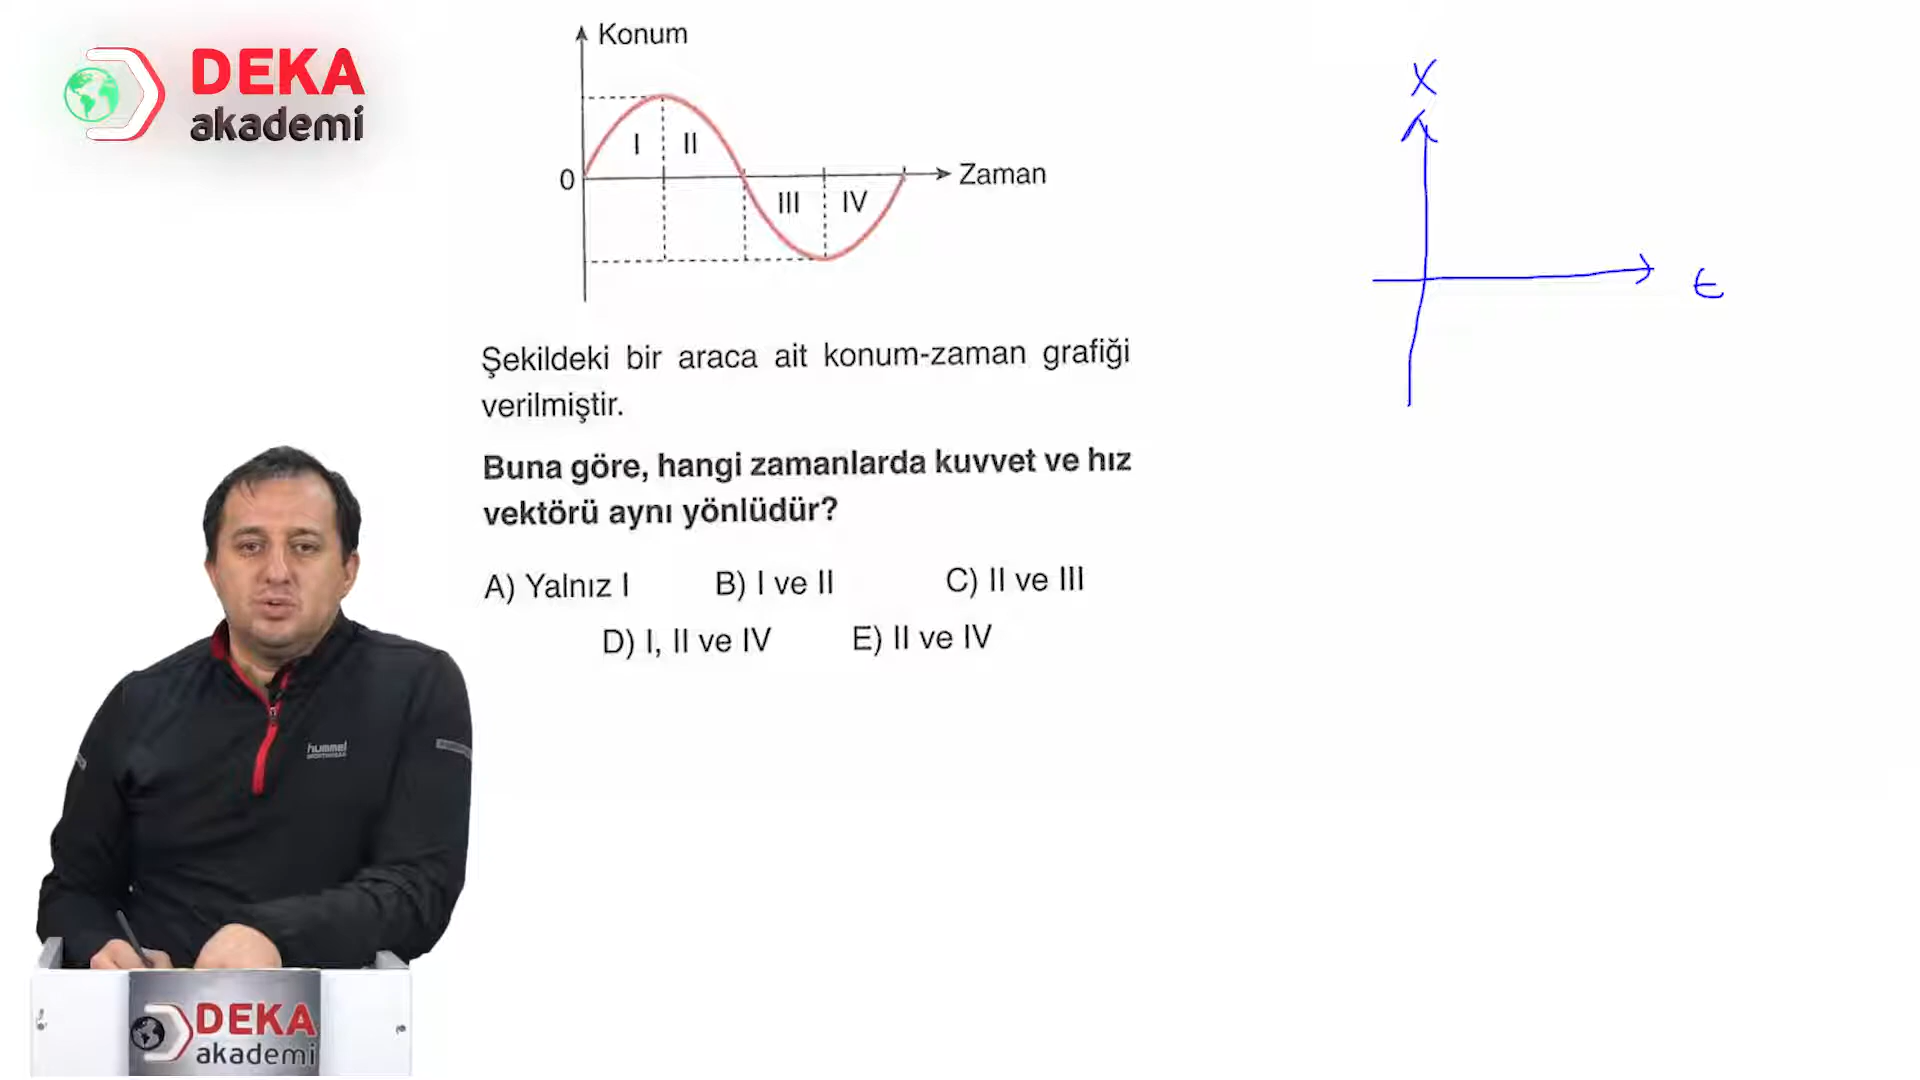 DEKA
akademi
Konum
I
II
0
Zaman
III
IV
X
t
Şekildeki bir araca ait konum-zaman grafiği
verilmiştir.
Buna göre, hangi zamanlarda kuvvet ve hız
vektörü aynı yönlüdür?
A) Yalnız I B) I ve II C) II ve III
D) I, II ve IV E) II ve IV
hummel
DEKA
akademi